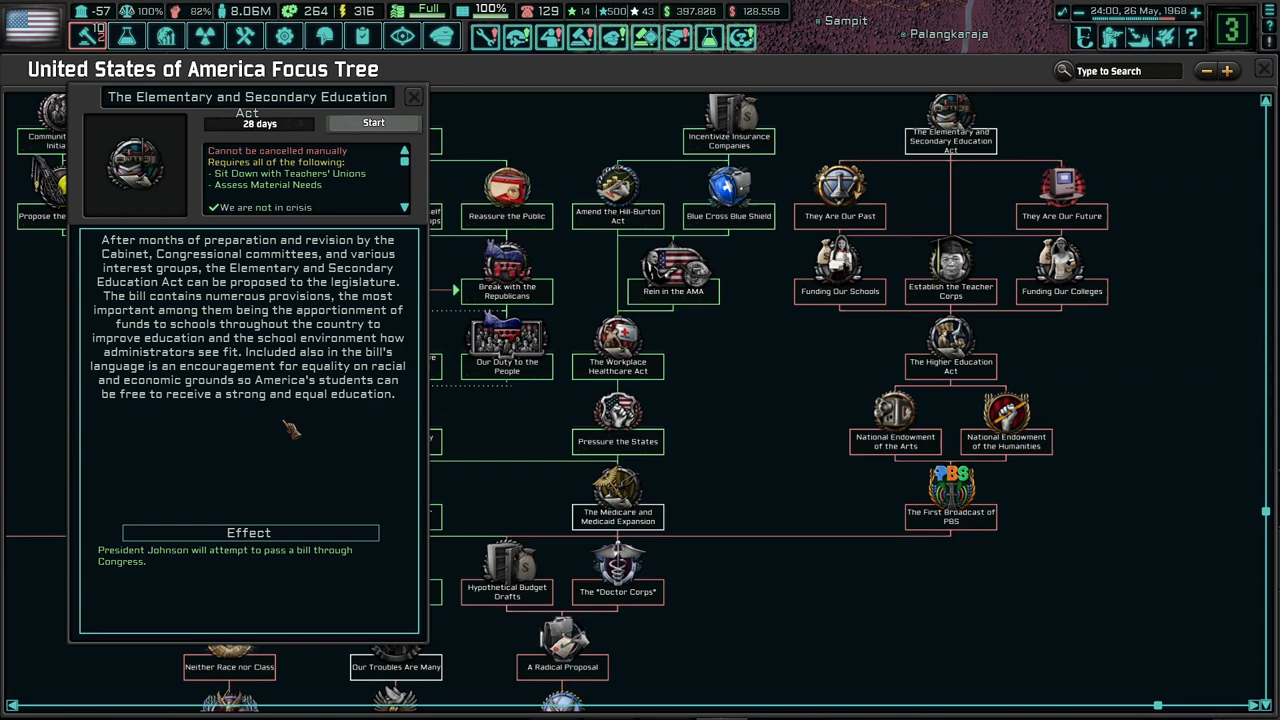 -57
100%
82%
8.06M
264
316
Full
100%
129
14
500
43
397.82B
128.55B
Sampit
Palangkaraja
24:00, 26 May, 1968
3
United States of America Focus Tree
Type to Search
The Elementary and Secondary Education
Act
28 days
Start
Cannot be cancelled manually
Requires all of the following:
- Sit Down with Teachers' Unions
- Assess Material Needs
We are not in crisis
After months of preparation and revision by the
Cabinet, Congressional committees, and various
interest groups, the Elementary and Secondary
Education Act can be proposed to the legislature.
The bill contains numerous provisions, the most
important among them being the apportionment of
funds to schools throughout the country to
improve education and the school environment how
administrators see fit. Included also in the bill's
language is an encouragement for equality on racial
and economic grounds so America's students can
be free to receive a strong and equal education.
Effect
President Johnson will attempt to pass a bill through
Congress.
Propose the
Reassure the Public
Break with the
Republicans
Our Duty to the
People
Incentivize Insurance
Companies
Amend the Hill-Burton
Act
Blue Cross Blue Shield
Rein in the AMA
The Workplace
Healthcare Act
Pressure the States
The Medicare and
Medicaid Expansion
Hypothetical Budget
Drafts
The "Doctor Corps"
A Radical Proposal
Neither Race nor Class
Our Troubles Are Many
The Elementary and
Secondary Education
Act
They Are Our Past
They Are Our Future
Funding Our Schools
Establish the Teacher
Corps
Funding Our Colleges
The Higher Education
Act
National Endowment
of the Arts
National Endowment
of the Humanities
PBS
The First Broadcast of
PBS